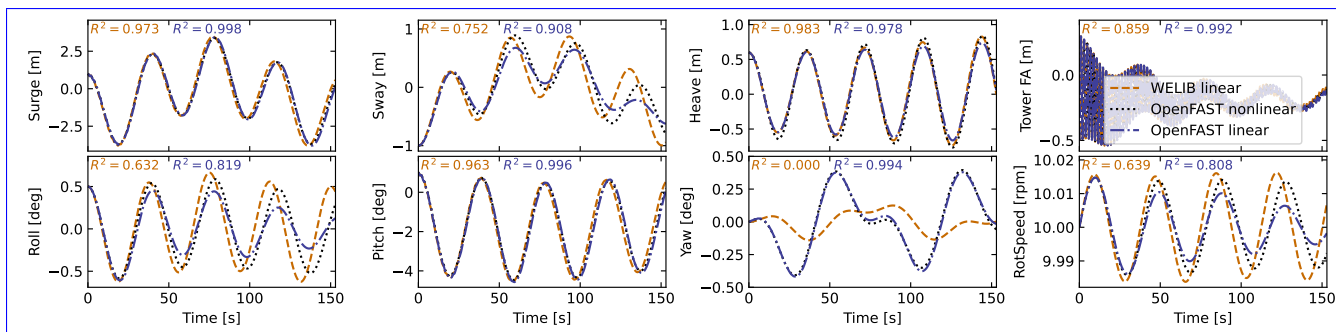 R² = 0.973 R² = 0.998
Surge [m]
2.5
0.0
−2.5
R² = 0.752 R² = 0.908
Sway [m]
1
0
−1
R² = 0.983 R² = 0.978
Heave [m]
1.0
0.5
0.0
−0.5
R² = 0.859 R² = 0.992
Tower FA [m]
0.0
−0.5
WELIB linear
OpenFAST nonlinear
OpenFAST linear
R² = 0.632 R² = 0.819
Roll [deg]
0.5
0.0
−0.5
0 50 100 150
Time [s]
R² = 0.963 R² = 0.996
Pitch [deg]
0
−2
−4
0 50 100 150
Time [s]
R² = 0.000 R² = 0.994
Yaw [deg]
0.50
0.25
0.00
−0.25
−0.50
0 50 100 150
Time [s]
R² = 0.639 R² = 0.808
RotSpeed [rpm]
10.02
10.01
10.00
9.99
0 50 100 150
Time [s]